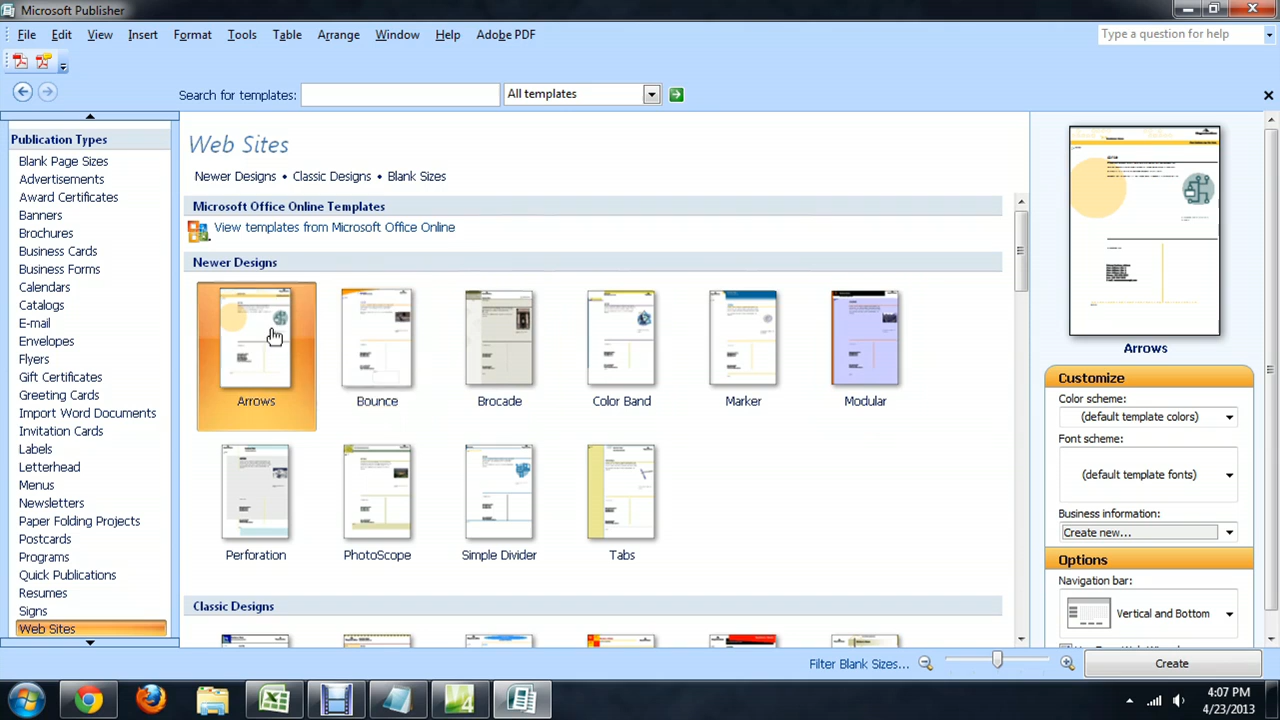 Microsoft Publisher
File Edit View Insert Format Tools Table Arrange Window Help Adobe PDF
Type a question for help
Search for templates: All templates
Publication Types
Blank Page Sizes
Advertisements
Award Certificates
Banners
Brochures
Business Cards
Business Forms
Calendars
Catalogs
E-mail
Envelopes
Flyers
Gift Certificates
Greeting Cards
Import Word Documents
Invitation Cards
Labels
Letterhead
Menus
Newsletters
Paper Folding Projects
Postcards
Programs
Quick Publications
Resumes
Signs
Web Sites
Web Sites
Newer Designs • Classic Designs • Blank Sizes
Microsoft Office Online Templates
View templates from Microsoft Office Online
Newer Designs
Arrows Bounce Brocade Color Band Marker Modular
Perforation PhotoScope Simple Divider Tabs
Classic Designs
Arrows
Customize
Color scheme:
(default template colors)
Font scheme:
(default template fonts)
Business information:
Create new...
Options
Navigation bar:
Vertical and Bottom
Filter Blank Sizes...
Create
4:07 PM
4/23/2013